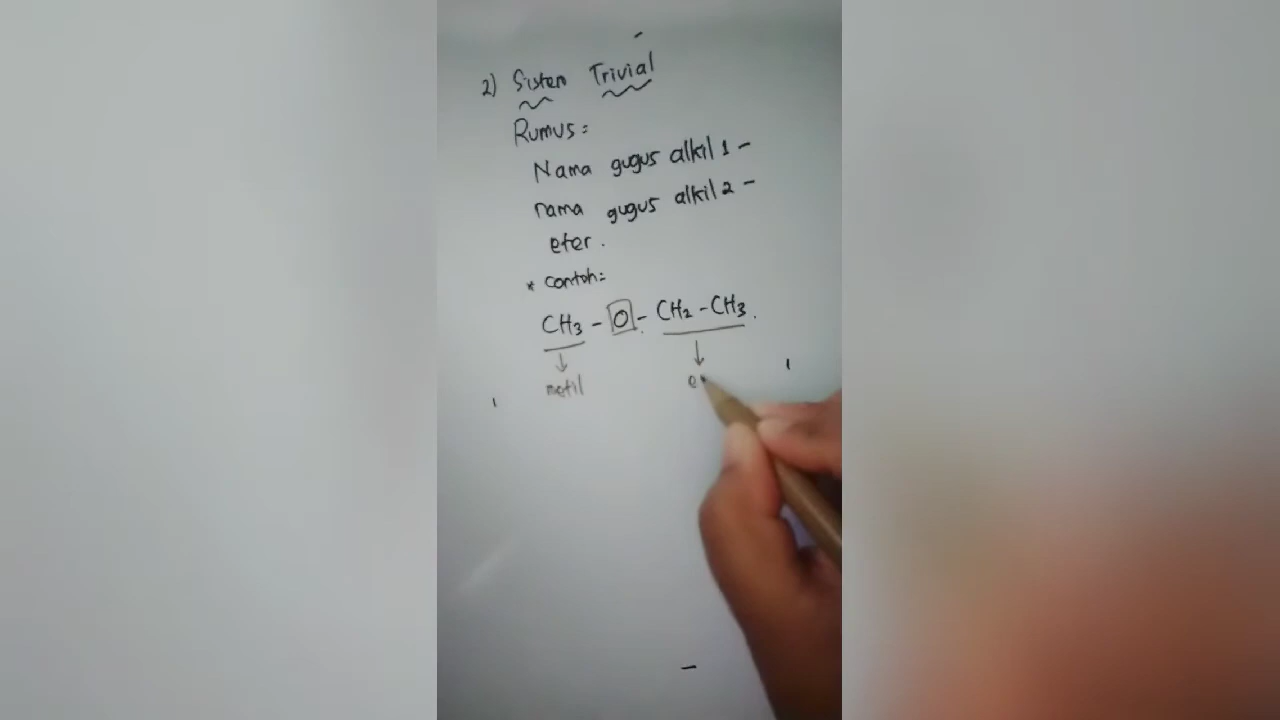 2) Sistem Trivial
Rumus:
Nama gugus alkil 1 -
nama gugus alkil 2 -
eter.
* Contoh:
CH3 - O - CH2 - CH3.
↓ ↓
metil e